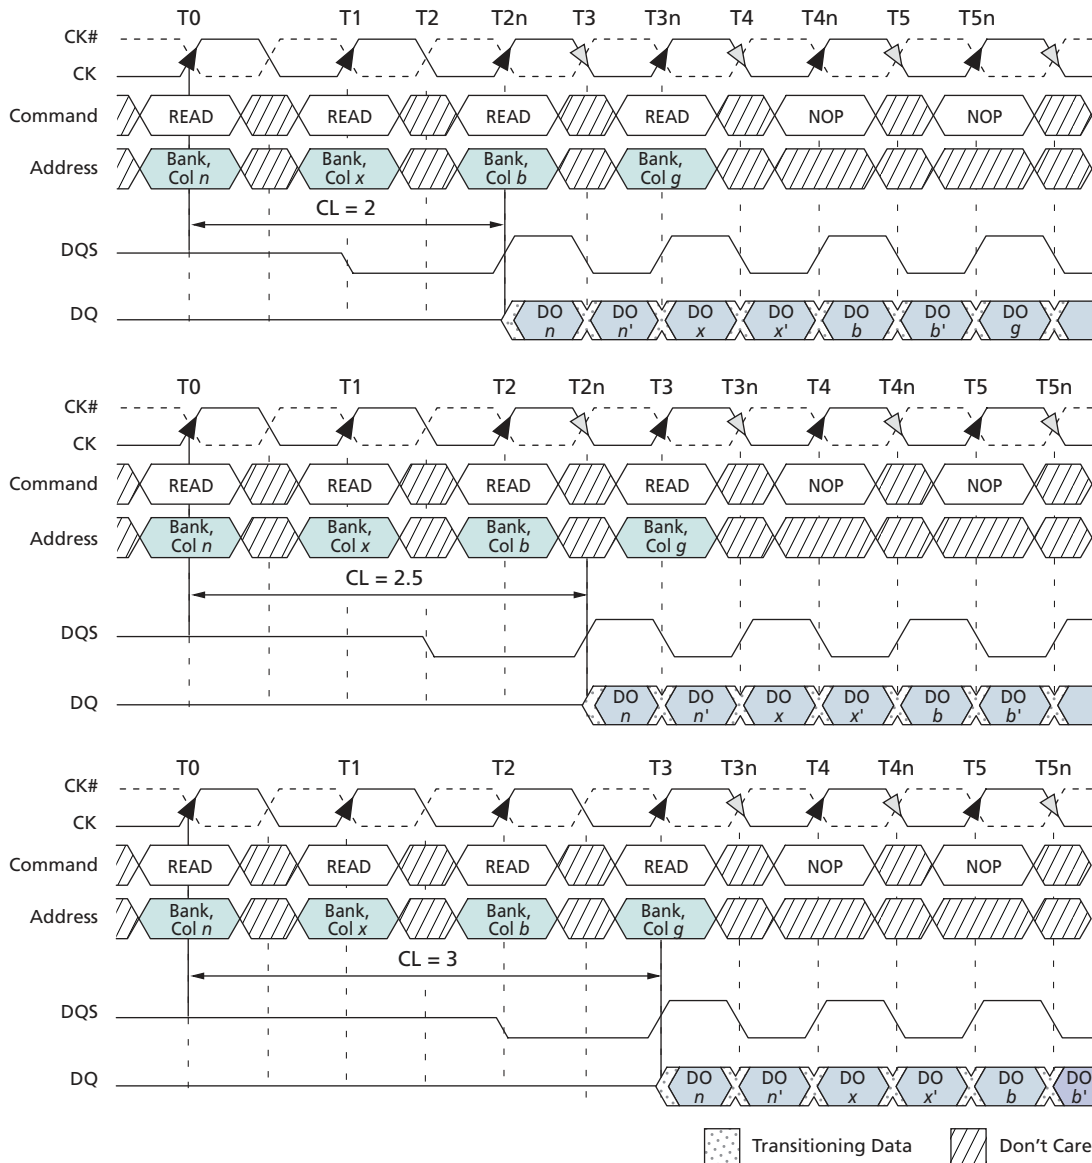 T0 T1 T2 T2n T3 T3n T4 T4n T5 T5n
CK#
CK
Command READ READ READ READ NOP NOP
Address Bank, Col n Bank, Col x Bank, Col b Bank, Col g
CL = 2
DQS
DQ DO n DO n' DO x DO x' DO b DO b' DO g
T0 T1 T2 T2n T3 T3n T4 T4n T5 T5n
CK#
CK
Command READ READ READ READ NOP NOP
Address Bank, Col n Bank, Col x Bank, Col b Bank, Col g
CL = 2.5
DQS
DQ DO n DO n' DO x DO x' DO b DO b'
T0 T1 T2 T3 T3n T4 T4n T5 T5n
CK#
CK
Command READ READ READ READ NOP NOP
Address Bank, Col n Bank, Col x Bank, Col b Bank, Col g
CL = 3
DQS
DQ DO n DO n' DO x DO x' DO b DO b'
Transitioning Data Don't Care